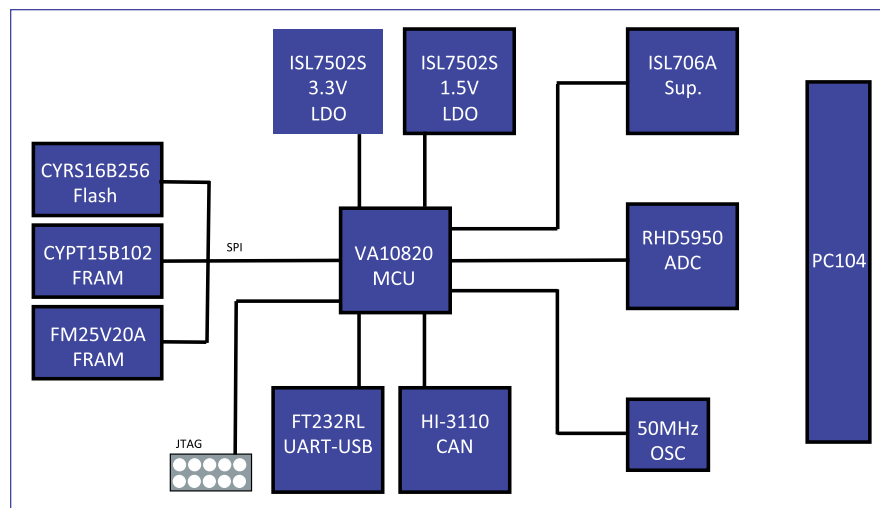 ISL7502S
3.3V
LDO
ISL7502S
1.5V
LDO
ISL706A
Sup.
CYRS16B256
Flash
CYPT15B102
FRAM
FM25V20A
FRAM
SPI
VA10820
MCU
RHD5950
ADC
PC104
JTAG
FT232RL
UART-USB
HI-3110
CAN
50MHz
OSC